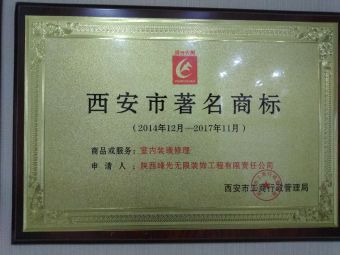 西安市著名商标
（2014年12月—2017年11月）
商品或服务：室内装璜修理
申请人：陕西峰光无限装饰工程有限责任公司
西安市工商行政管理局